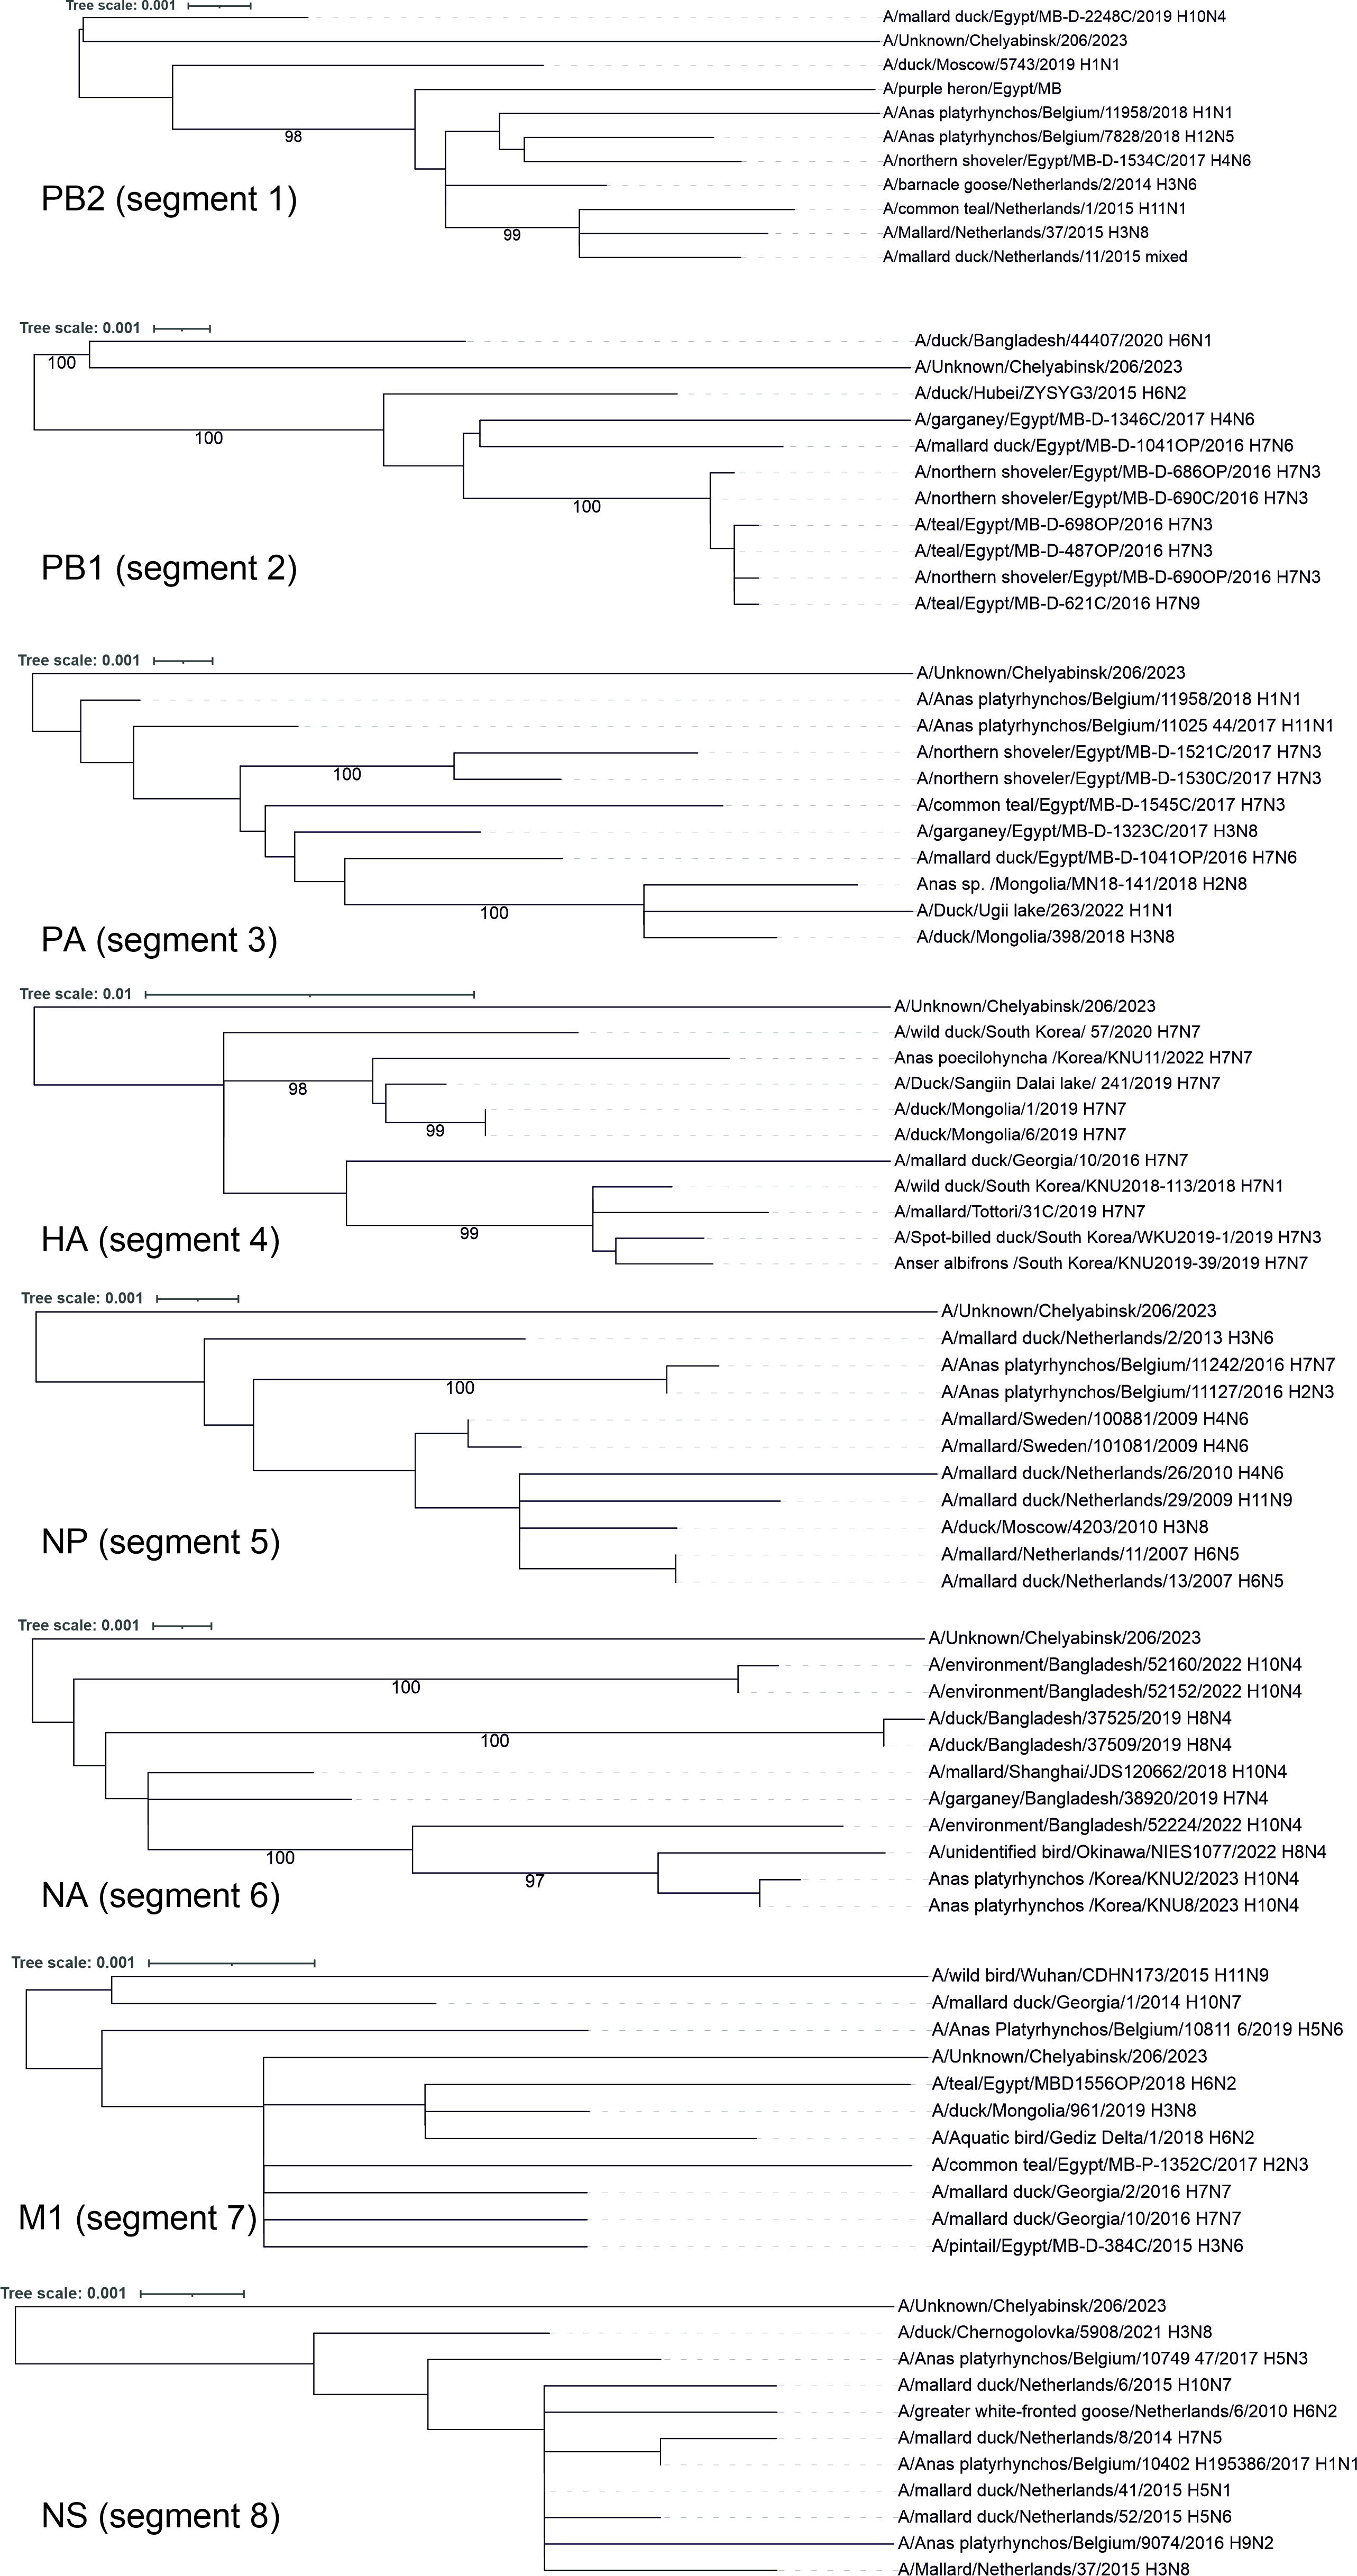 Tree scale: 0.001
A/mallard duck/Egypt/MB-D-2248C/2019 H10N4
A/Unknown/Chelyabinsk/206/2023
A/duck/Moscow/5743/2019 H1N1
A/purple heron/Egypt/MB
A/Anas platyrhynchos/Belgium/11958/2018 H1N1
98
A/Anas platyrhynchos/Belgium/7828/2018 H12N5
A/northern shoveler/Egypt/MB-D-1534C/2017 H4N6
A/barnacle goose/Netherlands/2/2014 H3N6
PB2 (segment 1)
A/common teal/Netherlands/1/2015 H11N1
99
A/Mallard/Netherlands/37/2015 H3N8
A/mallard duck/Netherlands/11/2015 mixed
Tree scale: 0.001
A/duck/Bangladesh/44407/2020 H6N1
100
A/Unknown/Chelyabinsk/206/2023
A/duck/Hubei/ZYSYG3/2015 H6N2
A/garganey/Egypt/MB-D-1346C/2017 H4N6
100
A/mallard duck/Egypt/MB-D-1041OP/2016 H7N6
A/northern shoveler/Egypt/MB-D-686OP/2016 H7N3
A/northern shoveler/Egypt/MB-D-690C/2016 H7N3
100
A/teal/Egypt/MB-D-698OP/2016 H7N3
A/teal/Egypt/MB-D-487OP/2016 H7N3
PB1 (segment 2)
A/northern shoveler/Egypt/MB-D-690OP/2016 H7N3
A/teal/Egypt/MB-D-621C/2016 H7N9
Tree scale: 0.001
A/Unknown/Chelyabinsk/206/2023
A/Anas platyrhynchos/Belgium/11958/2018 H1N1
A/Anas platyrhynchos/Belgium/11025 44/2017 H11N1
A/northern shoveler/Egypt/MB-D-1521C/2017 H7N3
100
A/northern shoveler/Egypt/MB-D-1530C/2017 H7N3
A/common teal/Egypt/MB-D-1545C/2017 H7N3
A/garganey/Egypt/MB-D-1323C/2017 H3N8
A/mallard duck/Egypt/MB-D-1041OP/2016 H7N6
Anas sp. /Mongolia/MN18-141/2018 H2N8
100
A/Duck/Ugii lake/263/2022 H1N1
PA (segment 3)
A/duck/Mongolia/398/2018 H3N8
Tree scale: 0.01
A/Unknown/Chelyabinsk/206/2023
A/wild duck/South Korea/ 57/2020 H7N7
Anas poecilohyncha /Korea/KNU11/2022 H7N7
98
A/Duck/Sangiin Dalai lake/ 241/2019 H7N7
A/duck/Mongolia/1/2019 H7N7
99
A/duck/Mongolia/6/2019 H7N7
A/mallard duck/Georgia/10/2016 H7N7
A/wild duck/South Korea/KNU2018-113/2018 H7N1
A/mallard/Tottori/31C/2019 H7N7
99
HA (segment 4)
A/Spot-billed duck/South Korea/WKU2019-1/2019 H7N3
Anser albifrons /South Korea/KNU2019-39/2019 H7N7
Tree scale: 0.001
A/Unknown/Chelyabinsk/206/2023
A/mallard duck/Netherlands/2/2013 H3N6
A/Anas platyrhynchos/Belgium/11242/2016 H7N7
100
A/Anas platyrhynchos/Belgium/11127/2016 H2N3
A/mallard/Sweden/100881/2009 H4N6
A/mallard/Sweden/101081/2009 H4N6
A/mallard duck/Netherlands/26/2010 H4N6
A/mallard duck/Netherlands/29/2009 H11N9
A/duck/Moscow/4203/2010 H3N8
NP (segment 5)
A/mallard/Netherlands/11/2007 H6N5
A/mallard duck/Netherlands/13/2007 H6N5
Tree scale: 0.001
A/Unknown/Chelyabinsk/206/2023
A/environment/Bangladesh/52160/2022 H10N4
100
A/environment/Bangladesh/52152/2022 H10N4
A/duck/Bangladesh/37525/2019 H8N4
100
A/duck/Bangladesh/37509/2019 H8N4
A/mallard/Shanghai/JDS120662/2018 H10N4
A/garganey/Bangladesh/38920/2019 H7N4
A/environment/Bangladesh/52224/2022 H10N4
100
A/unidentified bird/Okinawa/NIES1077/2022 H8N4
97
Anas platyrhynchos /Korea/KNU2/2023 H10N4
NA (segment 6)
Anas platyrhynchos /Korea/KNU8/2023 H10N4
Tree scale: 0.001
A/wild bird/Wuhan/CDHN173/2015 H11N9
A/mallard duck/Georgia/1/2014 H10N7
A/Anas Platyrhynchos/Belgium/10811 6/2019 H5N6
A/Unknown/Chelyabinsk/206/2023
A/teal/Egypt/MBD1556OP/2018 H6N2
A/duck/Mongolia/961/2019 H3N8
A/Aquatic bird/Gediz Delta/1/2018 H6N2
A/common teal/Egypt/MB-P-1352C/2017 H2N3
A/mallard duck/Georgia/2/2016 H7N7
M1 (segment 7)
A/mallard duck/Georgia/10/2016 H7N7
A/pintail/Egypt/MB-D-384C/2015 H3N6
Tree scale: 0.001
A/Unknown/Chelyabinsk/206/2023
A/duck/Chernogolovka/5908/2021 H3N8
A/Anas platyrhynchos/Belgium/10749 47/2017 H5N3
A/mallard duck/Netherlands/6/2015 H10N7
A/greater white-fronted goose/Netherlands/6/2010 H6N2
A/mallard duck/Netherlands/8/2014 H7N5
A/Anas platyrhynchos/Belgium/10402 H195386/2017 H1N1
A/mallard duck/Netherlands/41/2015 H5N1
NS (segment 8)
A/mallard duck/Netherlands/52/2015 H5N6
A/Anas platyrhynchos/Belgium/9074/2016 H9N2
A/Mallard/Netherlands/37/2015 H3N8